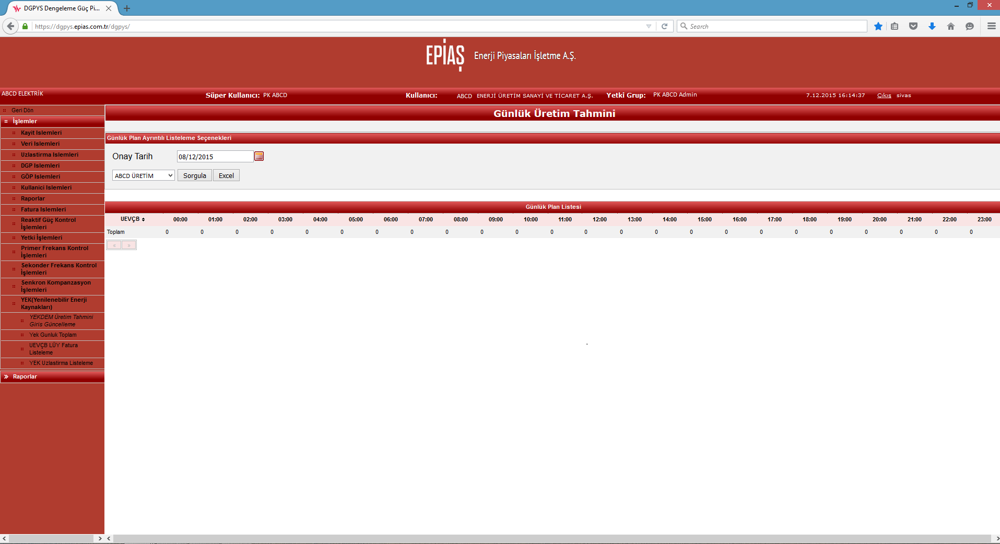 DGPYS Dengeleme Güç Pi...
https://dgpys.epias.com.tr/dgpys/
Search
EPİAŞ Enerji Piyasaları İşletme A.Ş.
ABCD ELEKTRİK
Süper Kullanıcı: PK ABCD
Kullanıcı: ABCD ENERJİ ÜRETİM SANAYİ VE TİCARET A.Ş.
Yetki Grup: PK ABCD Admin
7.12.2015 16:14:37 Çıkış sivas
Geri Dön
İşlemler
Kayit Islemleri
Veri Islemleri
Uzlastirma Islemleri
DGP Islemleri
GÖP Islemleri
Kullanici Islemleri
Raporlar
Fatura Islemleri
Reaktif Güç Kontrol
İşlemleri
Yetki İşlemleri
Primer Frekans Kontrol
İşlemleri
Sekonder Frekans Kontrol
İşlemleri
Senkron Kompanzasyon
İşlemleri
YEK(Yenilenebilir Enerji
Kaynakları)
YEKDEM Üretim Tahmini
Giris Güncelleme
Yek Gunluk Toplam
UEVÇB LÜY Fatura
Listeleme
YEK Uzlastirma Listeleme
Raporlar
Günlük Üretim Tahmini
Günlük Plan Ayrıntılı Listeleme Seçenekleri
Onay Tarih 08/12/2015
ABCD ÜRETİM Sorgula Excel
Günlük Plan Listesi
UEVÇB 00:00 01:00 02:00 03:00 04:00 05:00 06:00 07:00 08:00 09:00 10:00 11:00 12:00 13:00 14:00 15:00 16:00 17:00 18:00 19:00 20:00 21:00 22:00 23:00
Toplam 0 0 0 0 0 0 0 0 0 0 0 0 0 0 0 0 0 0 0 0 0 0 0 0
« »